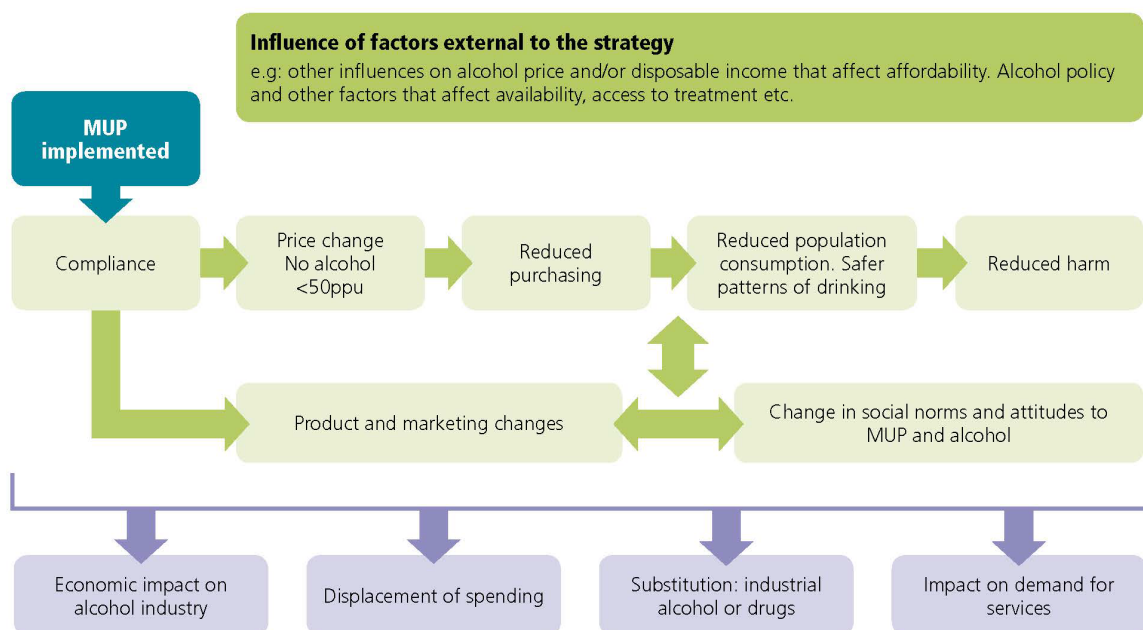 Influence of factors external to the strategy
e.g: other influences on alcohol price and/or disposable income that affect affordability. Alcohol policy
and other factors that affect availability, access to treatment etc.
MUP
implemented
Compliance
Price change
No alcohol
<50ppu
Reduced
purchasing
Reduced population
consumption. Safer
patterns of drinking
Reduced harm
Product and marketing changes
Change in social norms and attitudes to
MUP and alcohol
Economic impact on
alcohol industry
Displacement of spending
Substitution: industrial
alcohol or drugs
Impact on demand for
services